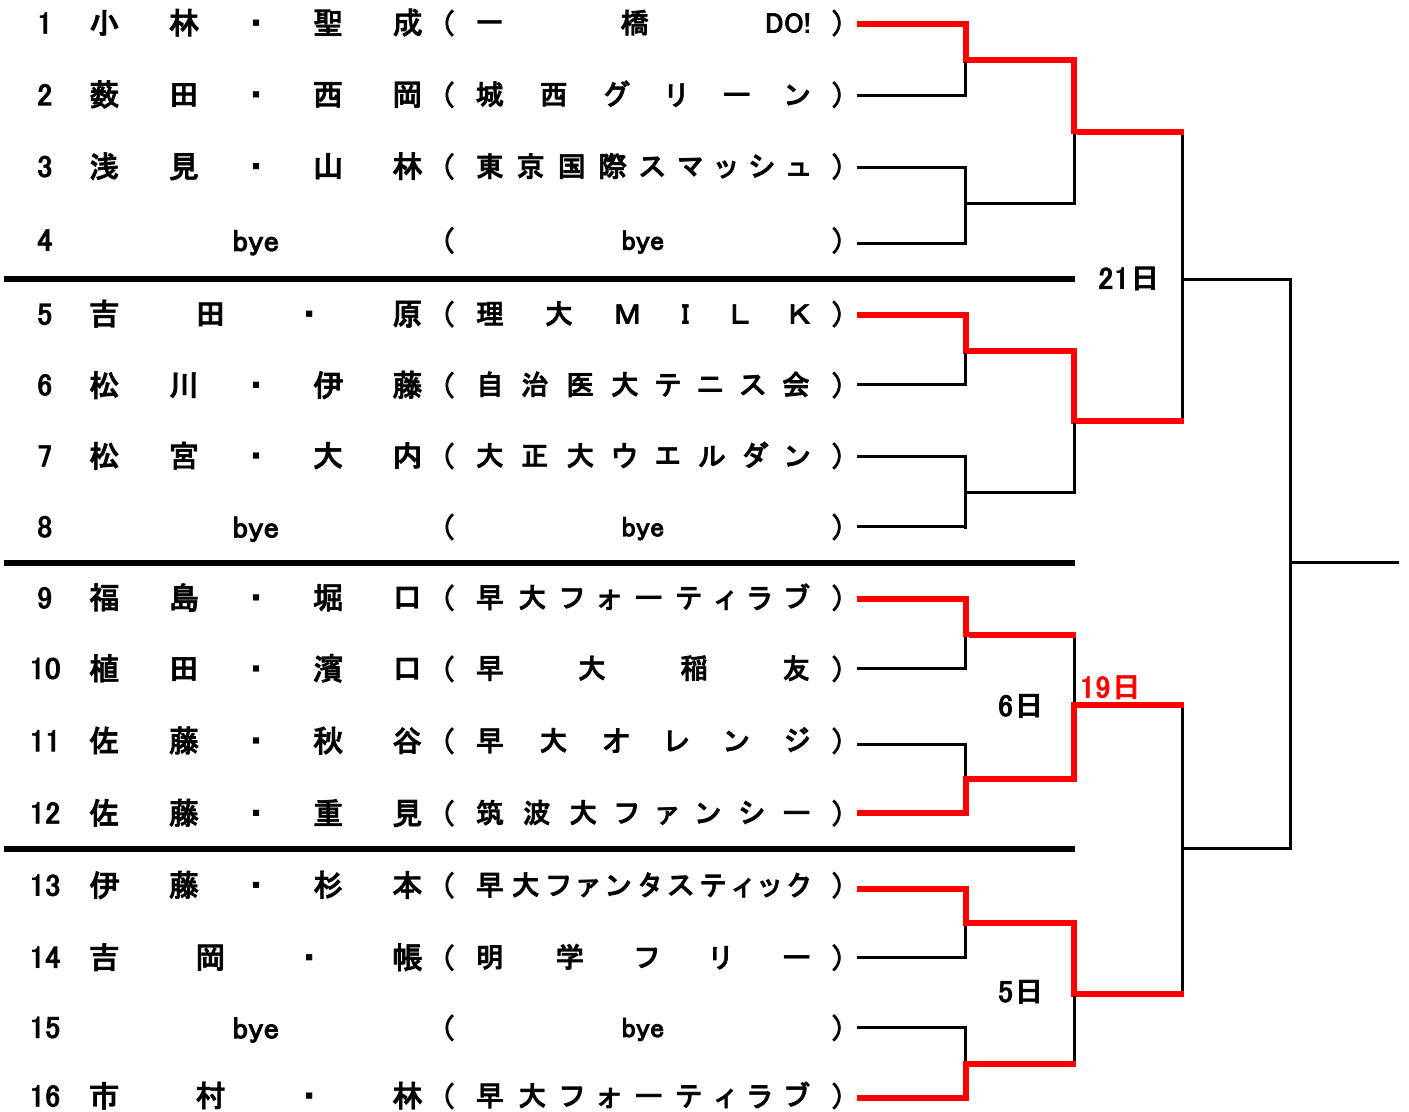 1 小林・聖成 (一橋DO!)
2 薮田・西岡 (城西グリーン)
3 浅見・山林 (東京国際スマッシュ)
4 bye (bye)
21日
5 吉田・原 (理大MILK)
6 松川・伊藤 (自治医大テニス会)
7 松宮・大内 (大正大ウエルダン)
8 bye (bye)
9 福島・堀口 (早大フォーティラブ)
10 植田・濱口 (早大稲友)
19日
6日
11 佐藤・秋谷 (早大オレンジ)
12 佐藤・重見 (筑波大ファンシー)
13 伊藤・杉本 (早大ファンタスティック)
14 吉岡・帳 (明学フリー)
5日
15 bye (bye)
16 市村・林 (早大フォーティラブ)